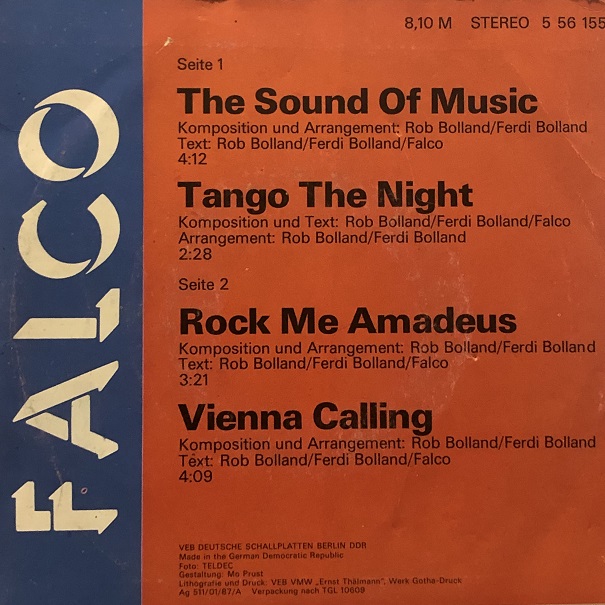 8,10 M STEREO 5 56 155
FALCO
Seite 1
The Sound Of Music
Komposition und Arrangement: Rob Bolland/Ferdi Bolland
Text: Rob Bolland/Ferdi Bolland/Falco
4:12
Tango The Night
Komposition und Text: Rob Bolland/Ferdi Bolland/Falco
Arrangement: Rob Bolland/Ferdi Bolland
2:28
Seite 2
Rock Me Amadeus
Komposition und Arrangement: Rob Bolland/Ferdi Bolland
Text: Rob Bolland/Ferdi Bolland/Falco
3:21
Vienna Calling
Komposition und Arrangement: Rob Bolland/Ferdi Bolland
Text: Rob Bolland/Ferdi Bolland/Falco
4:09
VEB DEUTSCHE SCHALLPLATTEN BERLIN DDR
Made in the German Democratic Republic
Foto: TELDEC
Gestaltung: Mo Prust
Lithografie und Druck: VEB VMW „Ernst Thälmann", Werk Gotha-Druck
Ag 511/01/87/A Verpackung nach TGL 10609